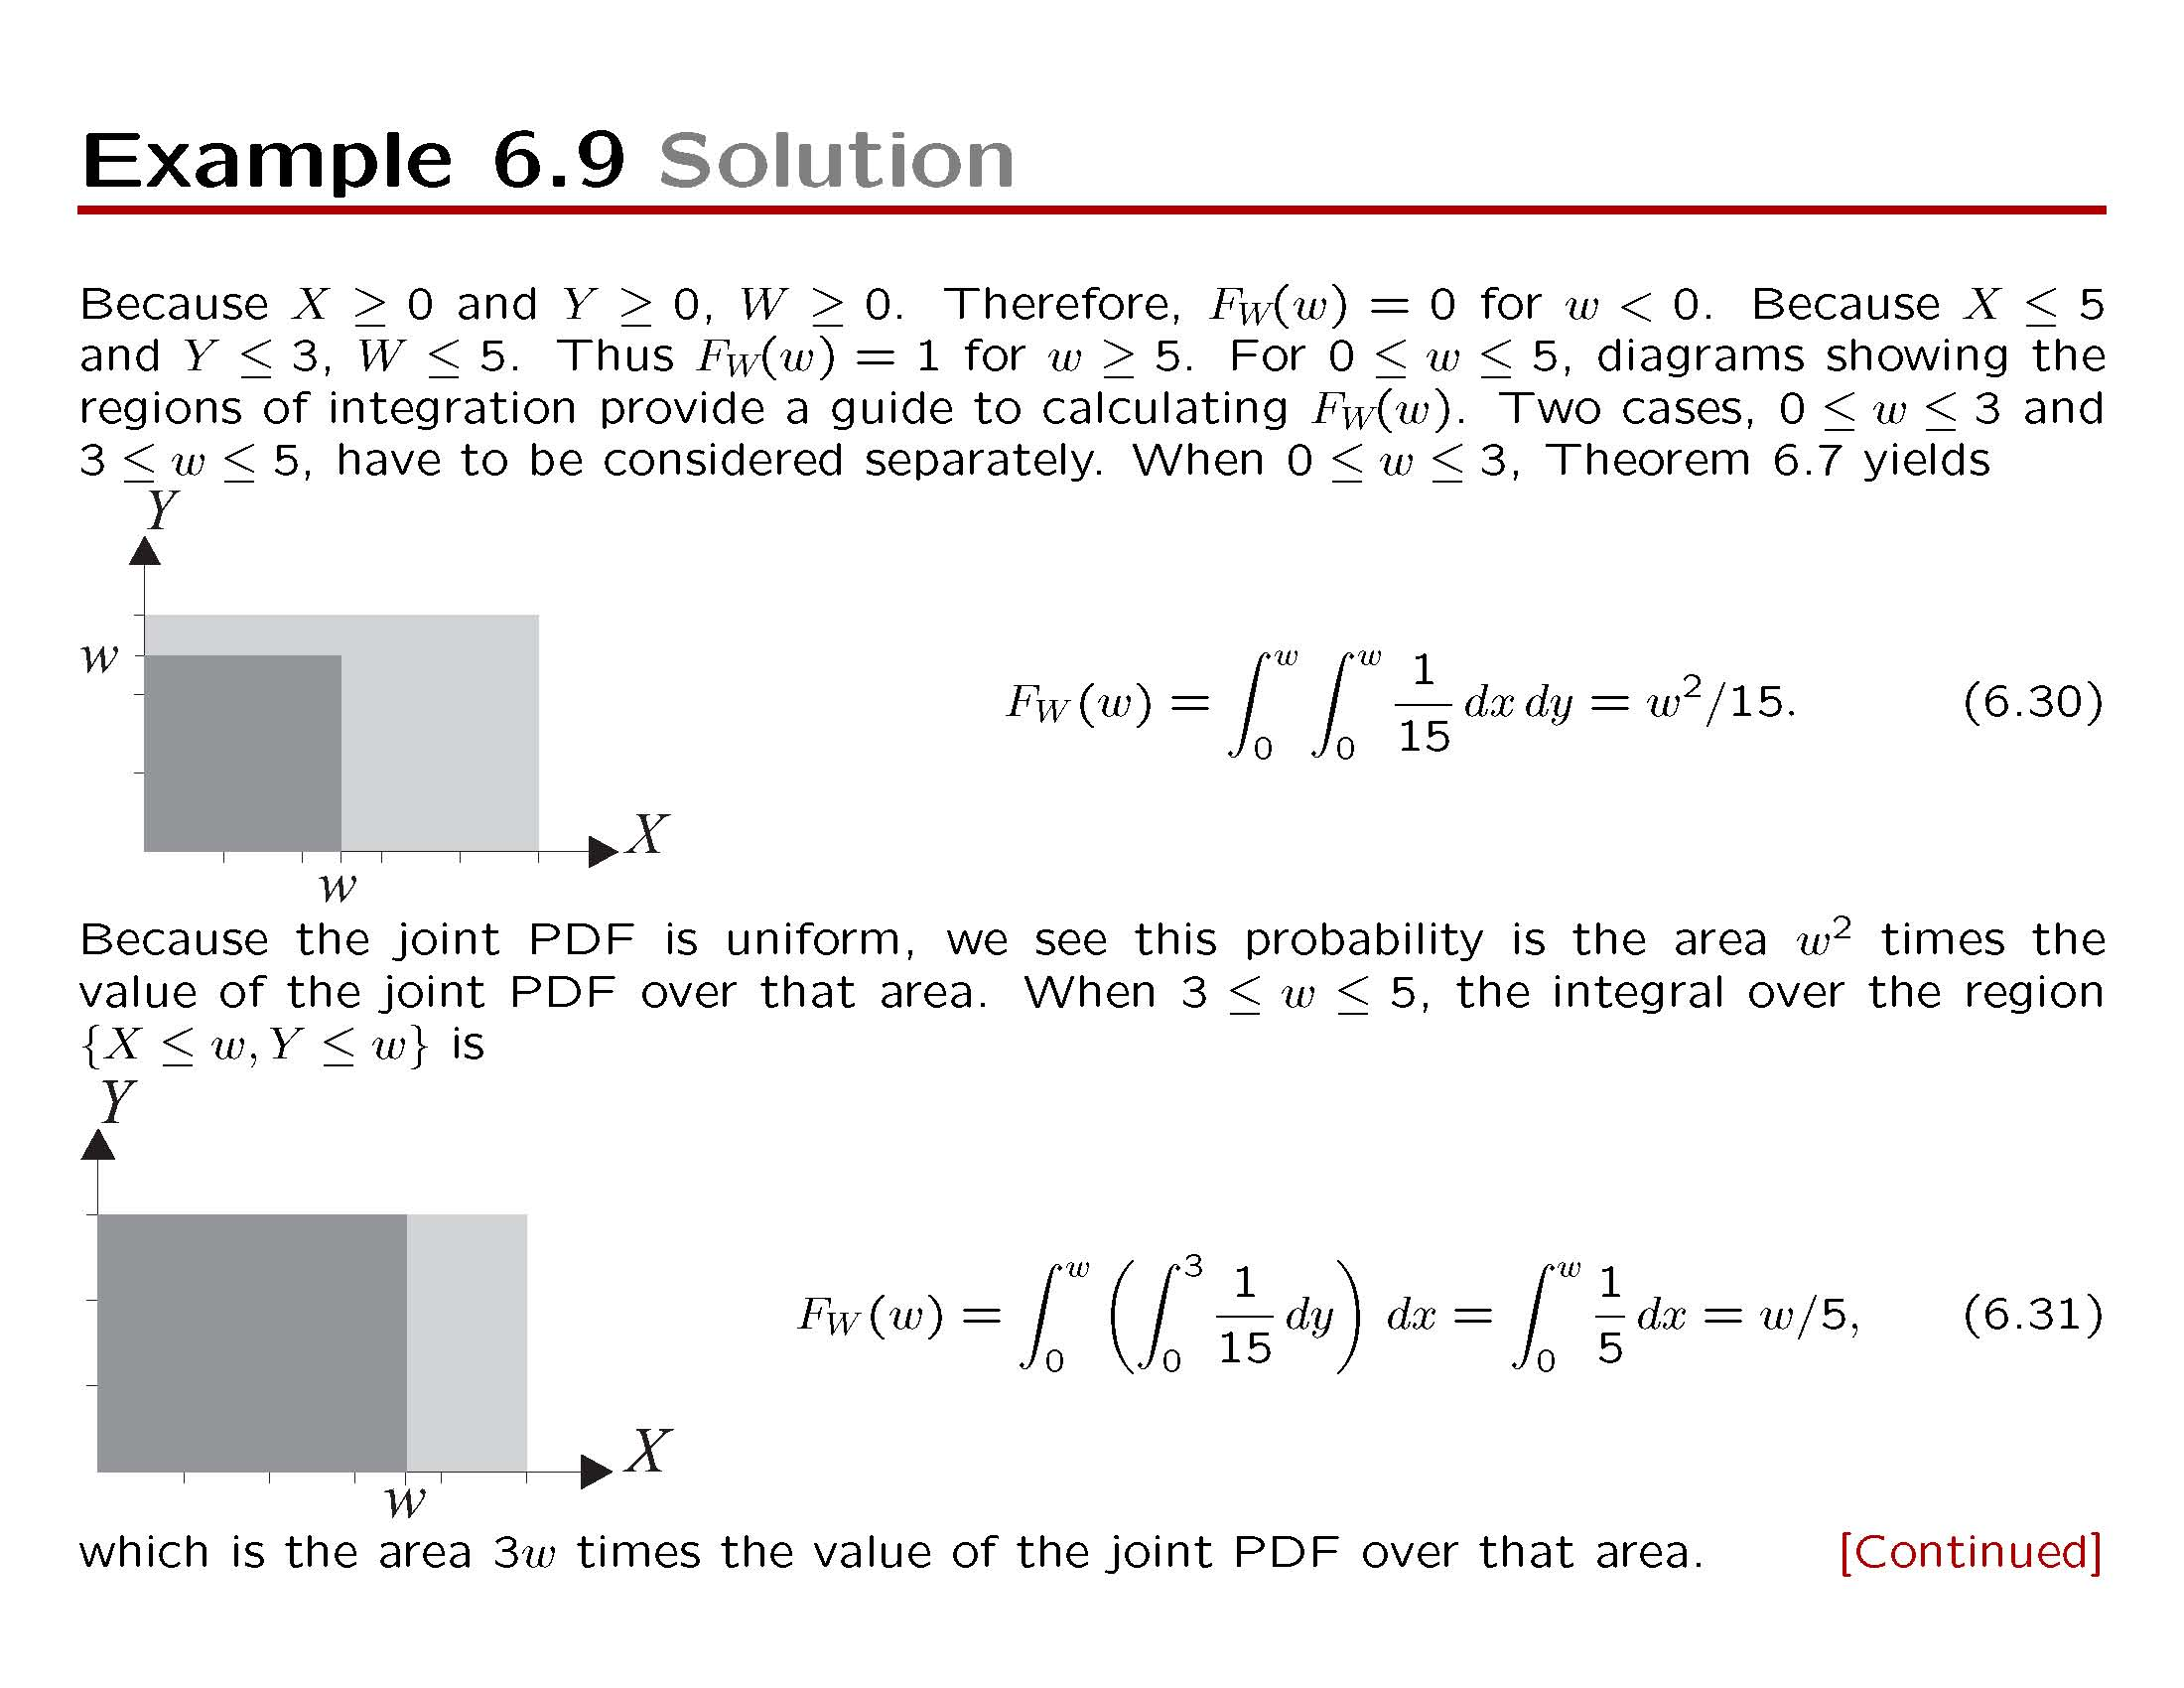 Example 6.9 Solution
Because X ≥ 0 and Y ≥ 0, W ≥ 0. Therefore, F_W(w) = 0 for w < 0. Because X ≤ 5
and Y ≤ 3, W ≤ 5. Thus F_W(w) = 1 for w ≥ 5. For 0 ≤ w ≤ 5, diagrams showing the
regions of integration provide a guide to calculating F_W(w). Two cases, 0 ≤ w ≤ 3 and
3 ≤ w ≤ 5, have to be considered separately. When 0 ≤ w ≤ 3, Theorem 6.7 yields
Y
w
F_W(w) = ∫_0^w ∫_0^w 1/15 dx dy = w²/15. (6.30)
X
w
Because the joint PDF is uniform, we see this probability is the area w² times the
value of the joint PDF over that area. When 3 ≤ w ≤ 5, the integral over the region
{X ≤ w, Y ≤ w} is
Y
F_W(w) = ∫_0^w (∫_0^3 1/15 dy) dx = ∫_0^w 1/5 dx = w/5, (6.31)
X
w
which is the area 3w times the value of the joint PDF over that area. [Continued]